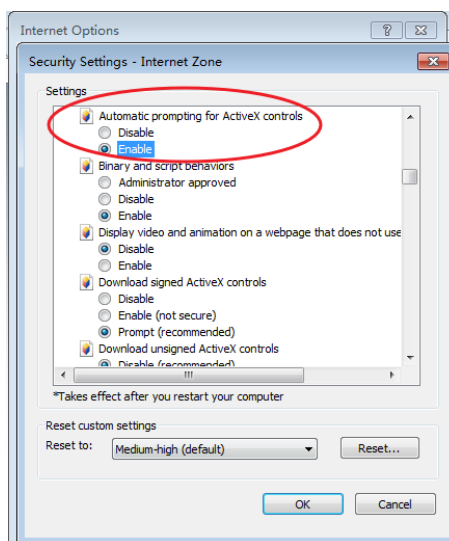 Internet Options
Security Settings - Internet Zone
Settings
Automatic prompting for ActiveX controls
Disable
Enable
Binary and script behaviors
Administrator approved
Disable
Enable
Display video and animation on a webpage that does not use
Disable
Enable
Download signed ActiveX controls
Disable
Enable (not secure)
Prompt (recommended)
Download unsigned ActiveX controls
Disable (recommended)
*Takes effect after you restart your computer
Reset custom settings
Reset to: Medium-high (default) Reset...
OK Cancel